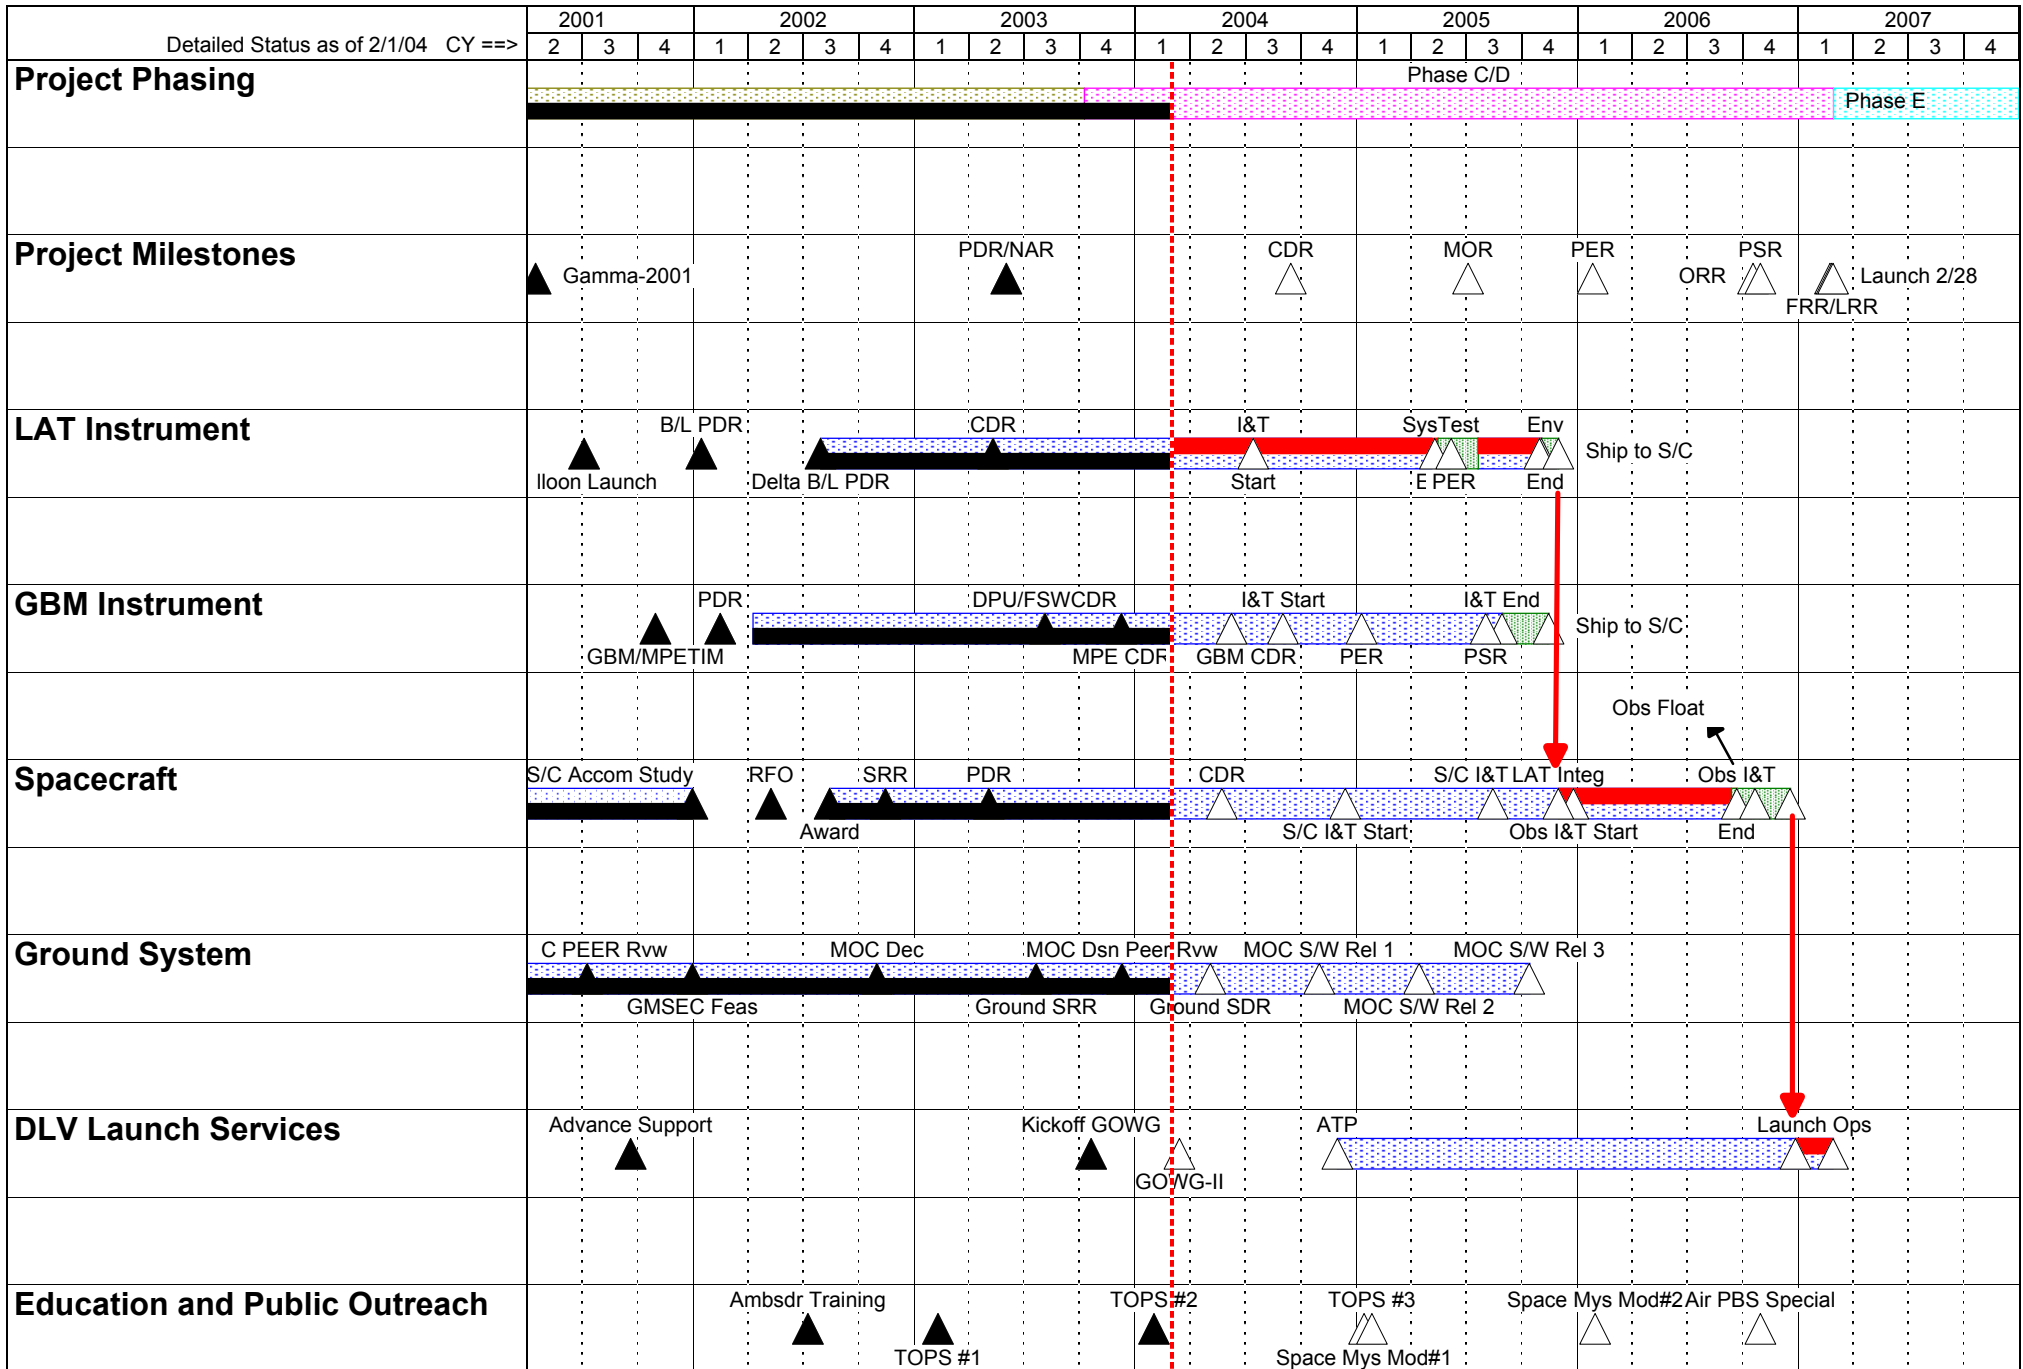 2001 2002 2003 2004 2005 2006 2007
Detailed Status as of 2/1/04 CY ==> 2 3 4 1 2 3 4 1 2 3 4 1 2 3 4 1 2 3 4 1 2 3 4 1 2 3 4
Project Phasing
Phase C/D
Phase E
Project Milestones
PDR/NAR CDR MOR PER PSR
Gamma-2001 ORR Launch 2/28
FRR/LRR
LAT Instrument
B/L PDR CDR I&T SysTest Env
Ship to S/C
lloon Launch Delta B/L PDR Start E PER End
GBM Instrument
PDR DPU/FSWCDR I&T Start I&T End
Ship to S/C
GBM/MPETIM MPE CDR GBM CDR PER PSR
Obs Float
Spacecraft
S/C Accom Study RFO SRR PDR CDR S/C I&T LAT Integ Obs I&T
Award S/C I&T Start Obs I&T Start End
Ground System
C PEER Rvw MOC Dec MOC Dsn Peer Rvw MOC S/W Rel 1 MOC S/W Rel 3
GMSEC Feas Ground SRR Ground SDR MOC S/W Rel 2
DLV Launch Services
Advance Support Kickoff GOWG ATP Launch Ops
GOWG-II
Education and Public Outreach
Ambsdr Training TOPS #2 TOPS #3 Space Mys Mod#2 Air PBS Special
TOPS #1 Space Mys Mod#1